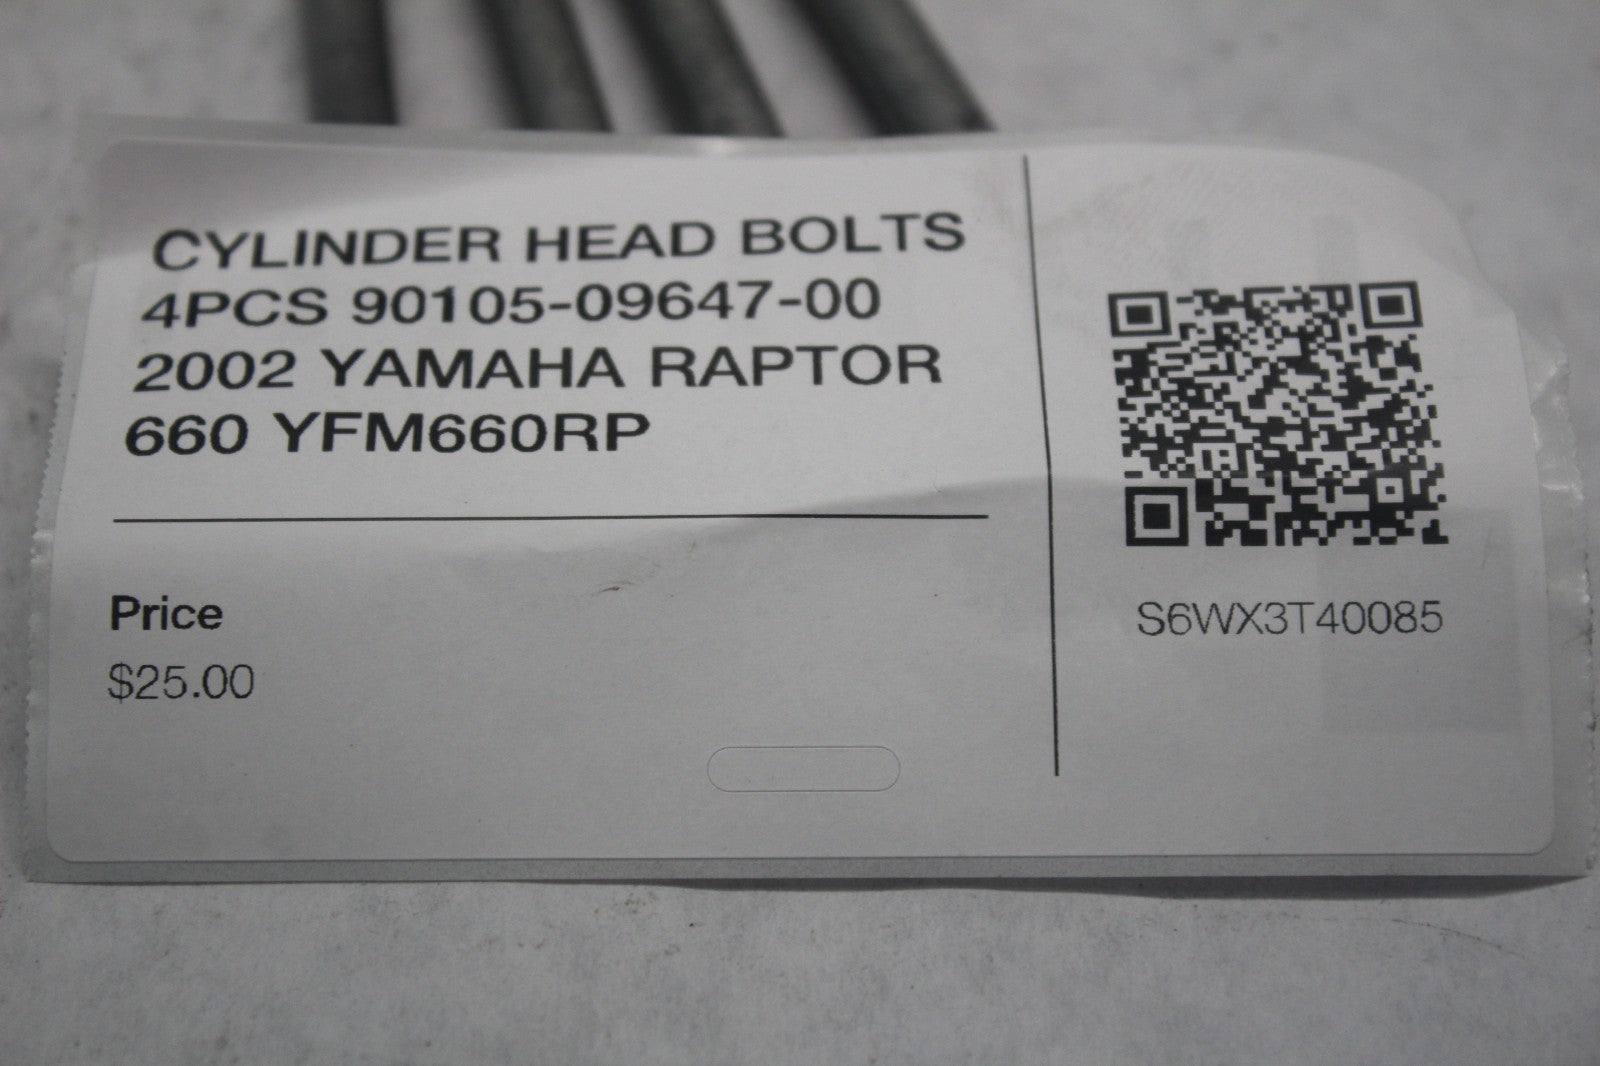 CYLINDER HEAD BOLTS
4PCS 90105-09647-00
2002 YAMAHA RAPTOR
660 YFM660RP
Price
$25.00
S6WX3T40085